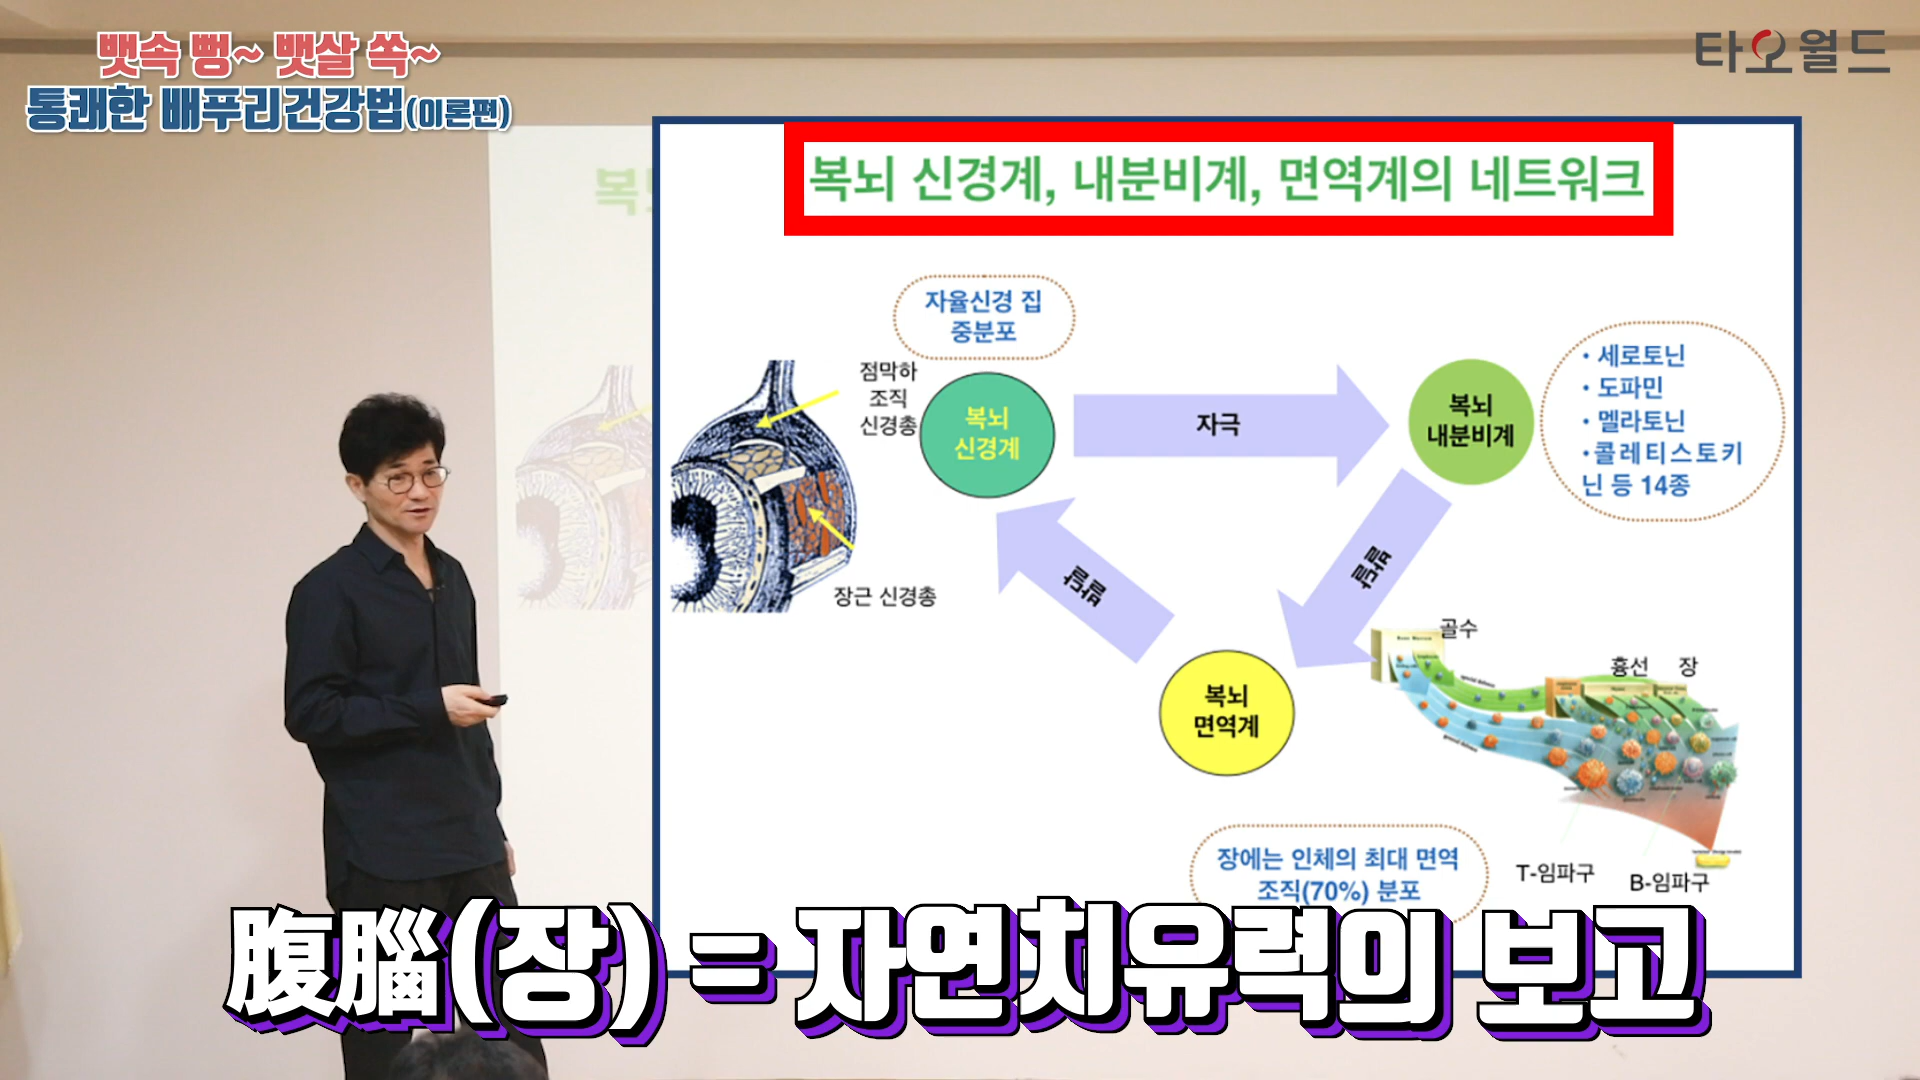 뱃속 뻥~ 뱃살 쏙~
통쾌한 배푸리건강법(이론편)
타오월드
복뇌 신경계, 내분비계, 면역계의 네트워크
자율신경 집
중분포
점막하
조직
신경총
복뇌
신경계
장근 신경총
자극
복뇌
내분비계
• 세로토닌
• 도파민
• 멜라토닌
•콜레티스토키
닌 등 14종
발달
발달
복뇌
면역계
골수
흉선
장
T-임파구
B-임파구
장에는 인체의 최대 면역
조직(70%) 분포
腹腦(장) = 자연치유력의 보고